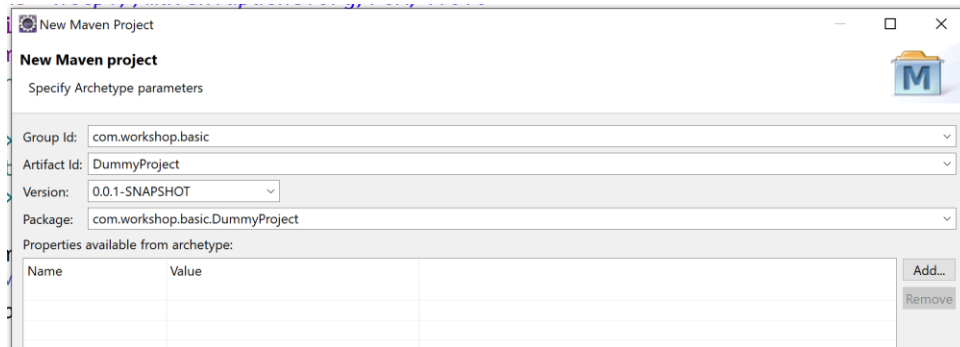 New Maven Project
New Maven project
Specify Archetype parameters
M
Group Id: com.workshop.basic
Artifact Id: DummyProject
Version: 0.0.1-SNAPSHOT
Package: com.workshop.basic.DummyProject
Properties available from archetype:
Name Value Add...
Remove